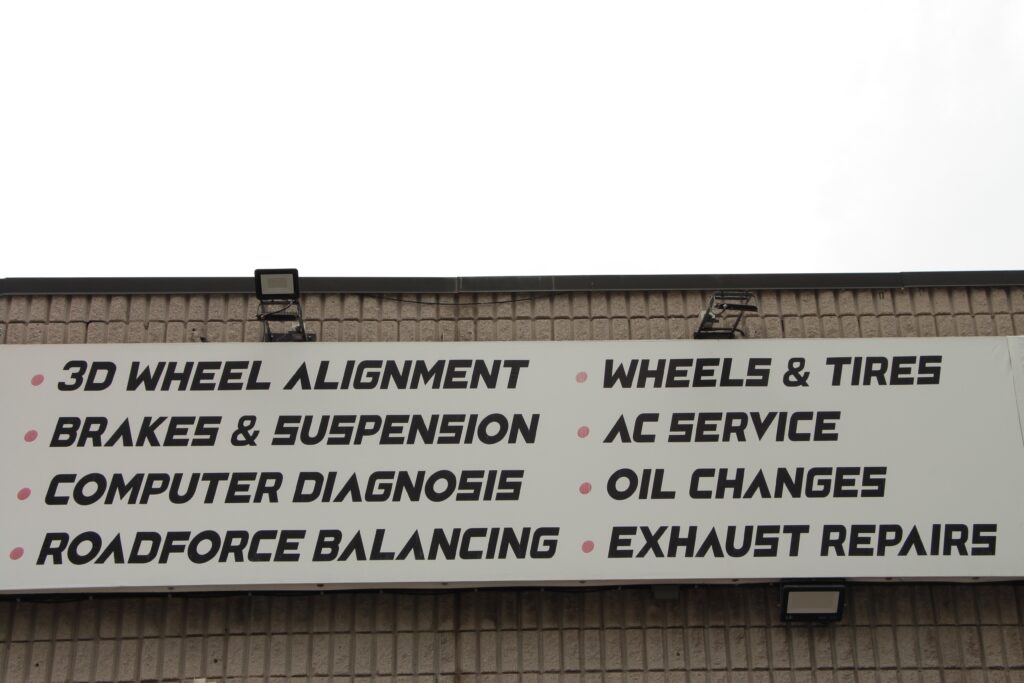 • 3D WHEEL ALIGNMENT
• BRAKES & SUSPENSION
• COMPUTER DIAGNOSIS
• ROADFORCE BALANCING
• WHEELS & TIRES
• AC SERVICE
• OIL CHANGES
• EXHAUST REPAIRS